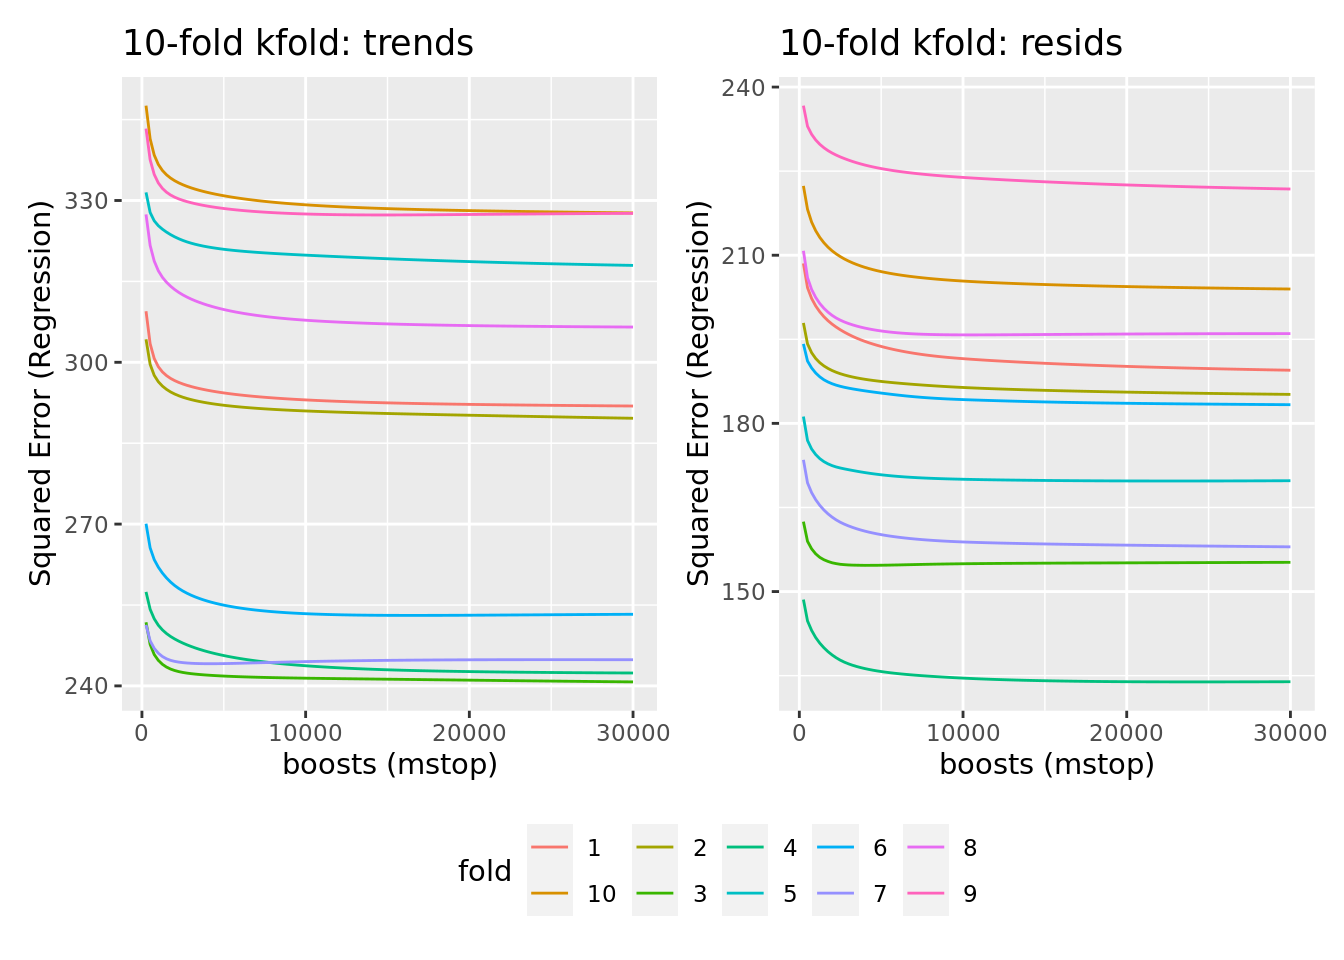 10-fold kfold: trends
10-fold kfold: resids
Squared Error (Regression)
330
300
270
240
0 10000 20000 30000
boosts (mstop)
Squared Error (Regression)
240
210
180
150
0 10000 20000 30000
boosts (mstop)
fold
1 2 4 6 8
10 3 5 7 9